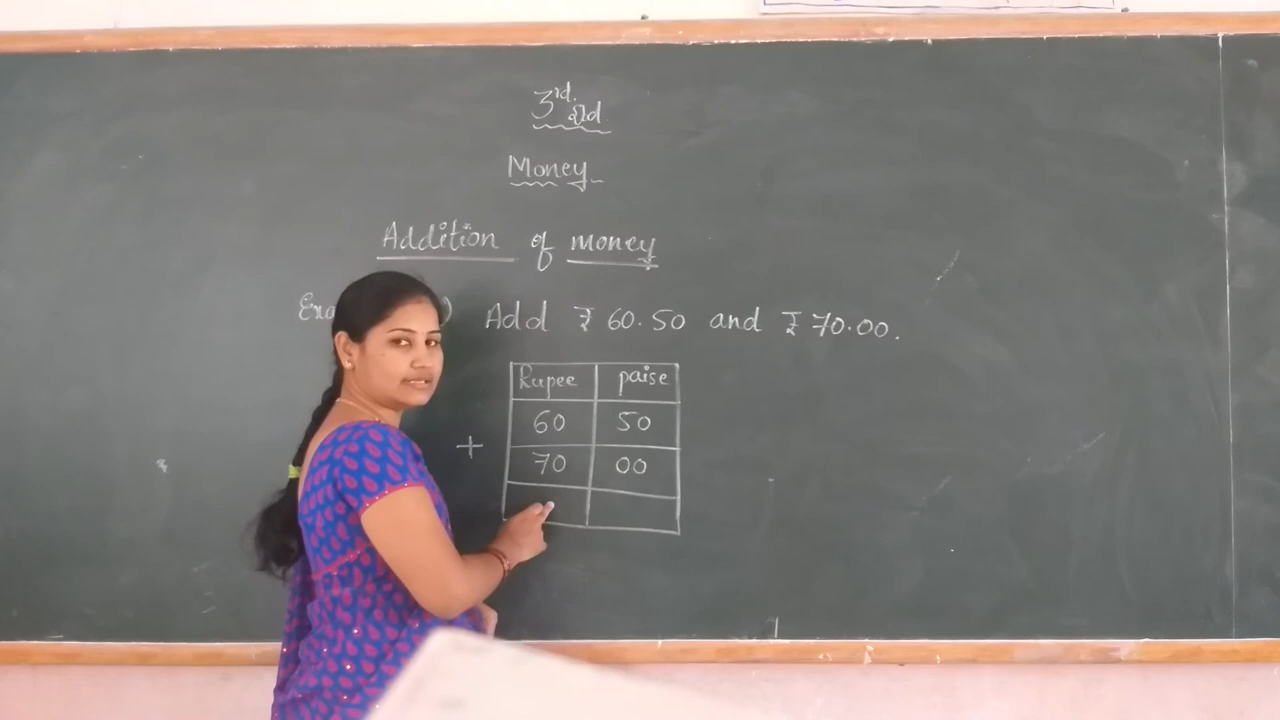 3rd Std
Money
Addition of money
Add ₹ 60.50 and ₹ 70.00.
Rupee paise
60 50
+ 70 00